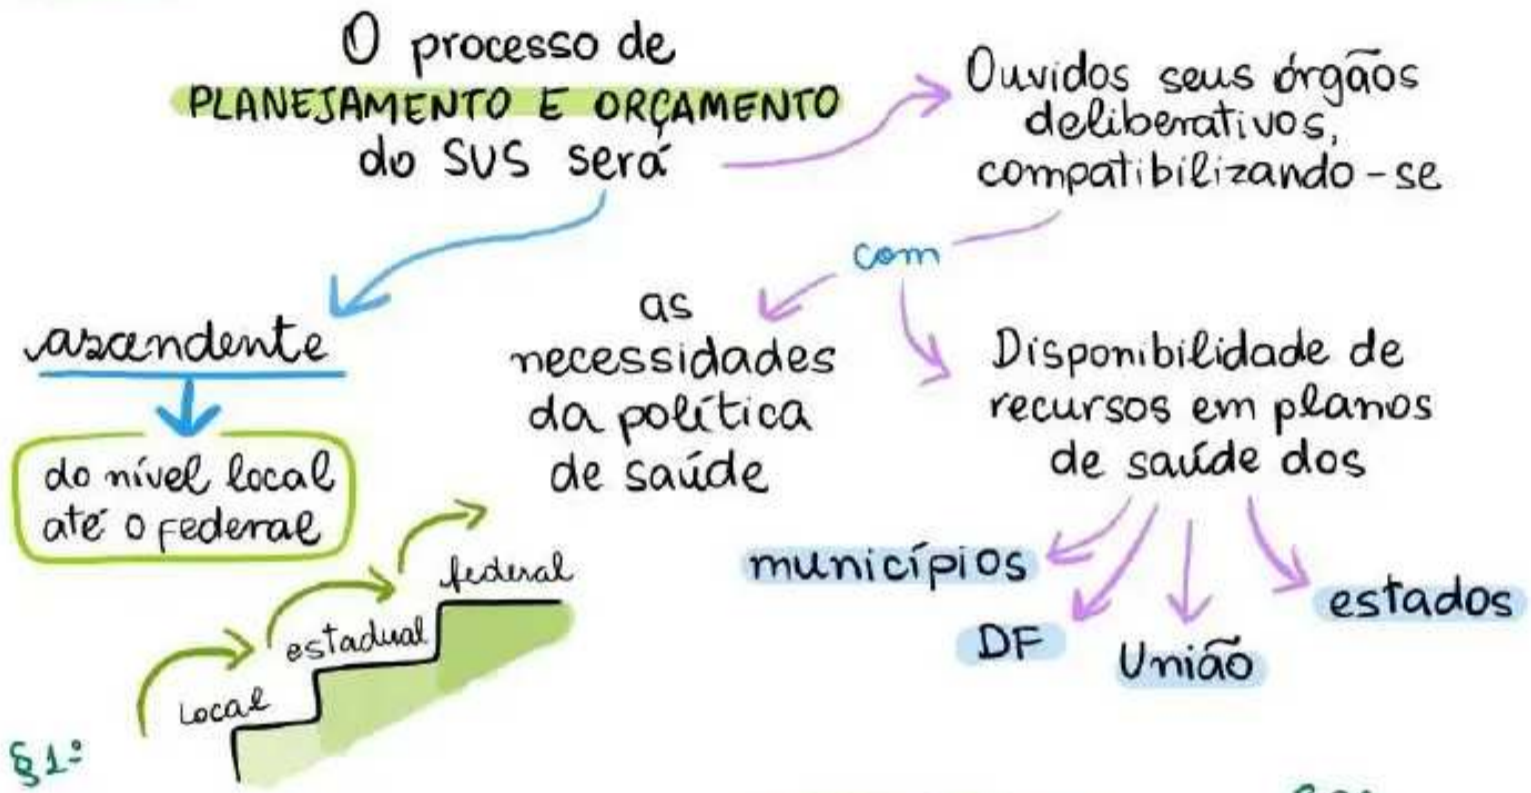 O processo de
PLANEJAMENTO E ORÇAMENTO
do SUS será
Ouvidos seus órgãos
deliberativos,
compatibilizando-se
com
ascendente
do nível local
até o federal
as
necessidades
da política
de saúde
Disponibilidade de
recursos em planos
de saúde dos
municípios
DF
União
estados
federal
estadual
Local
§1º